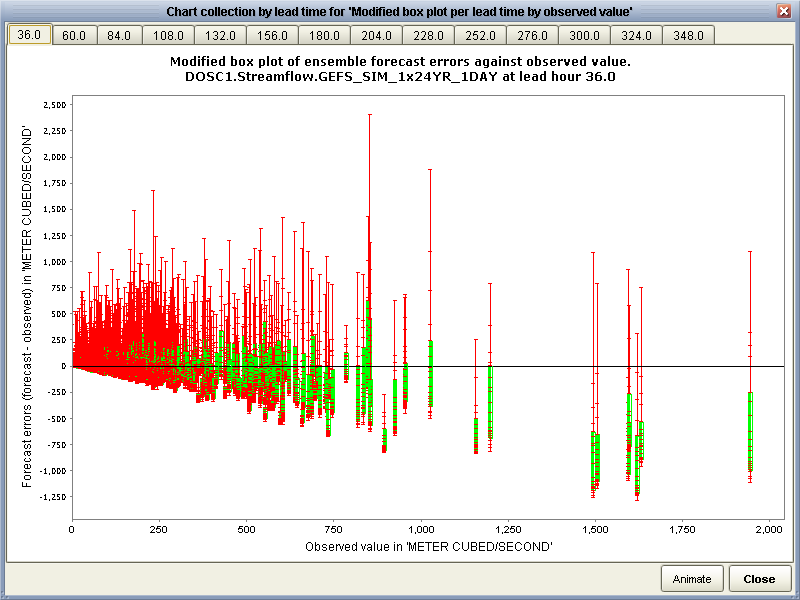 Chart collection by lead time for 'Modified box plot per lead time by observed value'
36.0 60.0 84.0 108.0 132.0 156.0 180.0 204.0 228.0 252.0 276.0 300.0 324.0 348.0
Modified box plot of ensemble forecast errors against observed value.
DOSC1.Streamflow.GEFS_SIM_1x24YR_1DAY at lead hour 36.0
Forecast errors (forecast - observed) in 'METER CUBED/SECOND'
2,500
2,250
2,000
1,750
1,500
1,250
1,000
750
500
250
0
-250
-500
-750
-1,000
-1,250
0 250 500 750 1,000 1,250 1,500 1,750 2,000
Observed value in 'METER CUBED/SECOND'
Animate Close